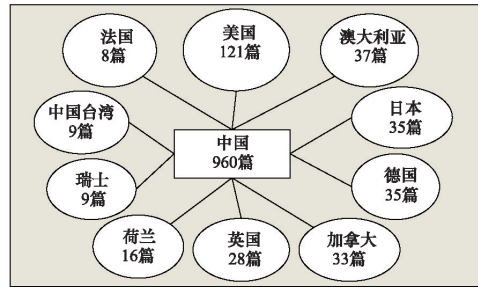 法国
8篇
美国
121篇
澳大利亚
37篇
中国台湾
9篇
日本
35篇
中国
960篇
瑞士
9篇
德国
35篇
荷兰
16篇
英国
28篇
加拿大
33篇